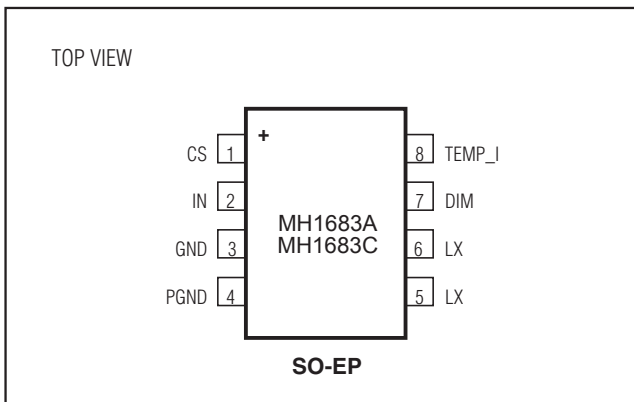 TOP VIEW
+
CS 1
8 TEMP_I
IN 2
7 DIM
MH1683A
MH1683C
GND 3
6 LX
PGND 4
5 LX
SO-EP